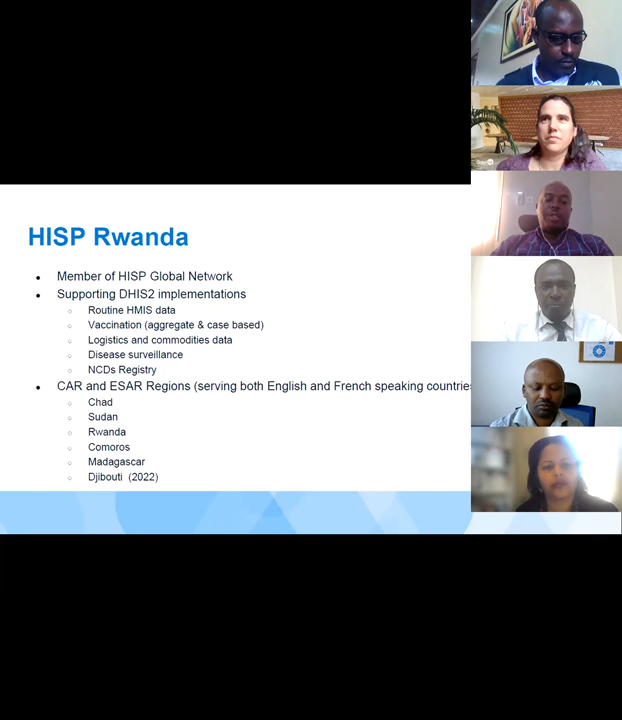 HISP Rwanda
● Member of HISP Global Network
● Supporting DHIS2 implementations
○ Routine HMIS data
○ Vaccination (aggregate & case based)
○ Logistics and commodities data
○ Disease surveillance
○ NCDs Registry
● CAR and ESAR Regions (serving both English and French speaking countries
○ Chad
○ Sudan
○ Rwanda
○ Comoros
○ Madagascar
○ Djibouti (2022)